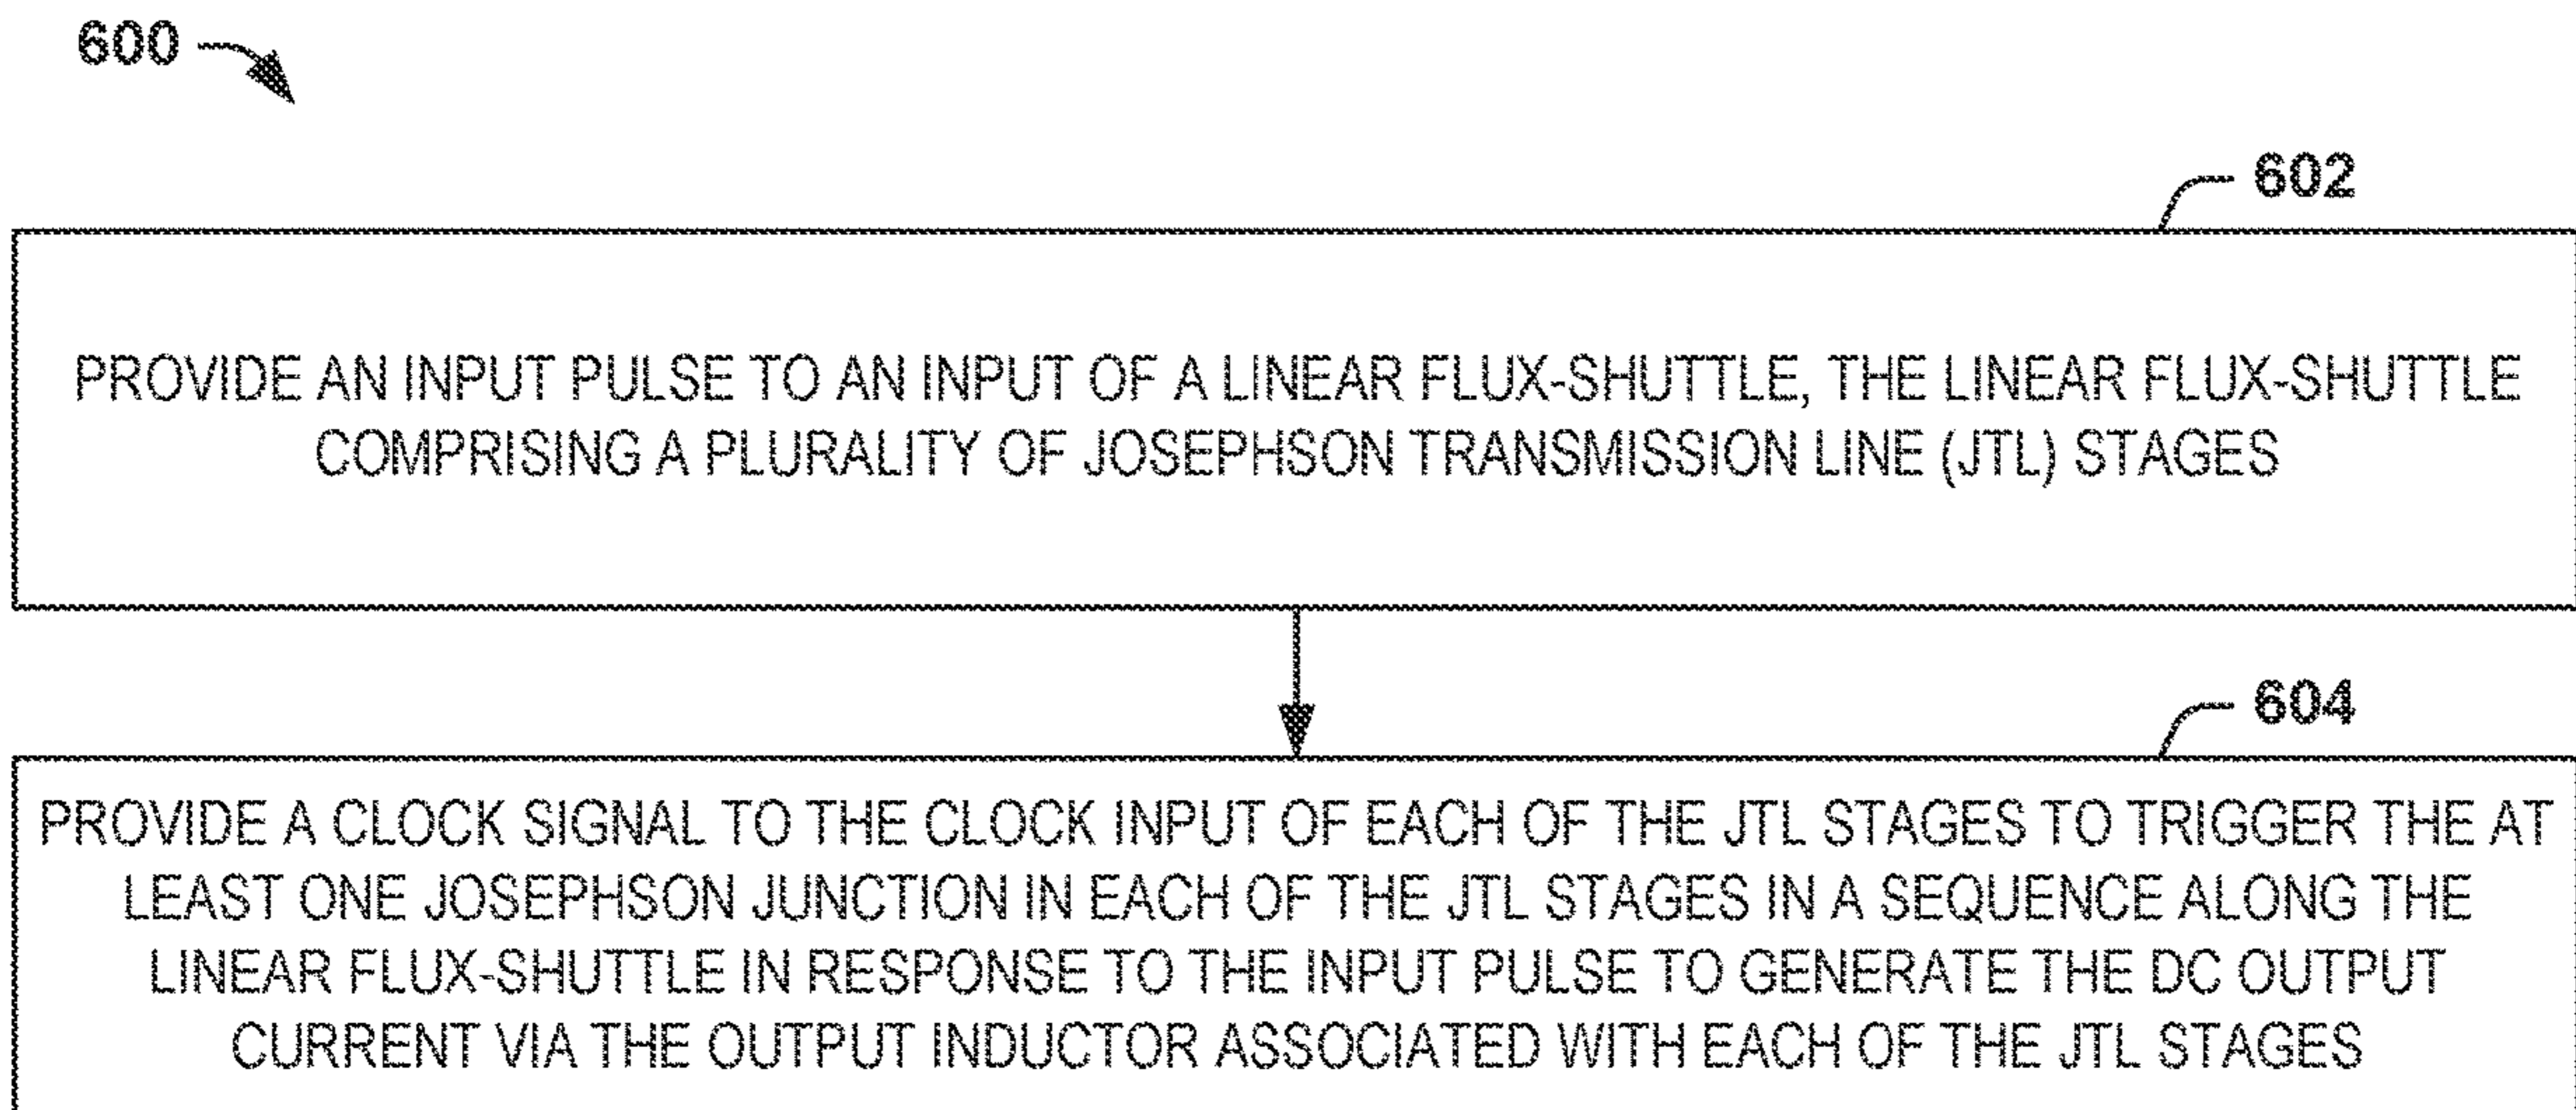 600
602
PROVIDE AN INPUT PULSE TO AN INPUT OF A LINEAR FLUX-SHUTTLE, THE LINEAR FLUX-SHUTTLE
COMPRISING A PLURALITY OF JOSEPHSON TRANSMISSION LINE (JTL) STAGES
604
PROVIDE A CLOCK SIGNAL TO THE CLOCK INPUT OF EACH OF THE JTL STAGES TO TRIGGER THE AT
LEAST ONE JOSEPHSON JUNCTION IN EACH OF THE JTL STAGES IN A SEQUENCE ALONG THE
LINEAR FLUX-SHUTTLE IN RESPONSE TO THE INPUT PULSE TO GENERATE THE DC OUTPUT
CURRENT VIA THE OUTPUT INDUCTOR ASSOCIATED WITH EACH OF THE JTL STAGES